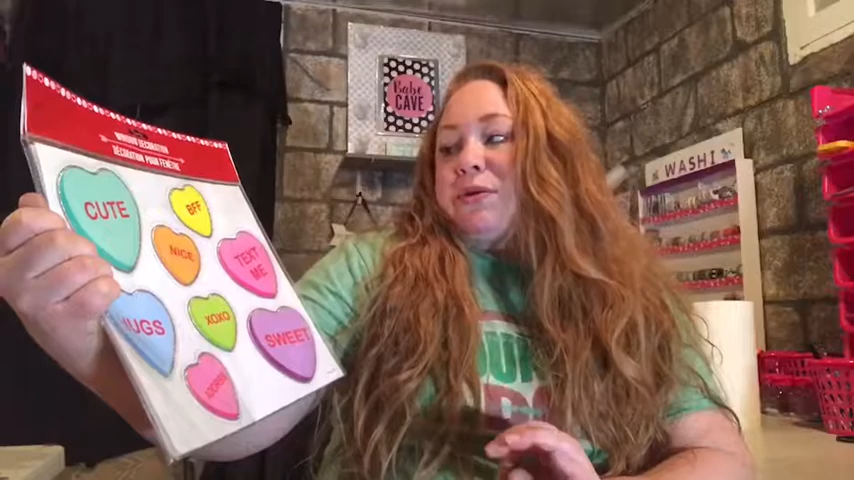 WINDOW DECORATION
DÉCORATION POUR FENÊTRE
CUTE
BFF
NICE
TEXT
ME
HUGS
XOXO
SWEET
Babe
CAVE
WASHI